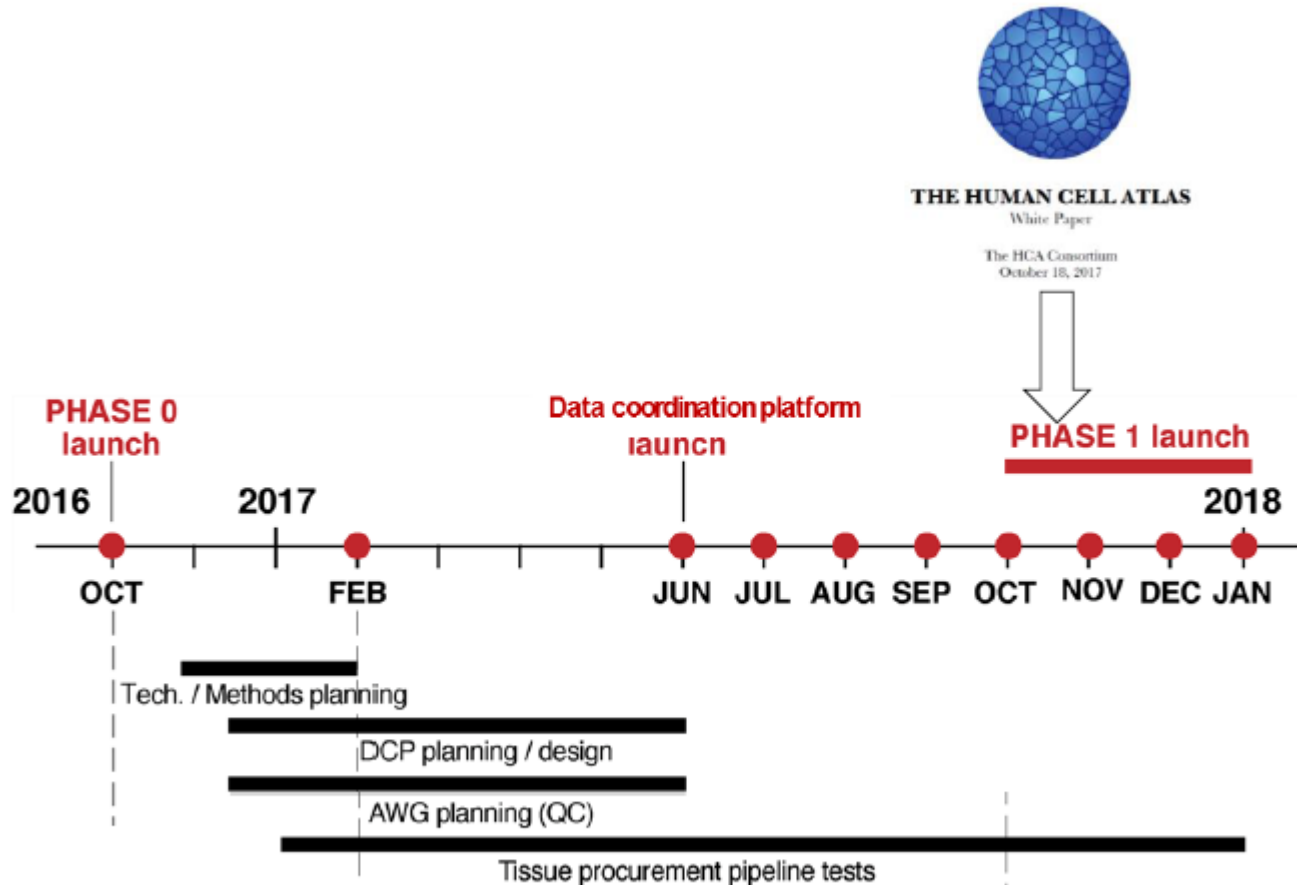 THE HUMAN CELL ATLAS
White Paper
The HCA Consortium
October 18, 2017
PHASE 0
launch
Data coordination platform
launch
PHASE 1 launch
2016
2017
2018
OCT
FEB
JUN
JUL
AUG
SEP
OCT
NOV
DEC
JAN
Tech. / Methods planning
DCP planning / design
AWG planning (QC)
Tissue procurement pipeline tests